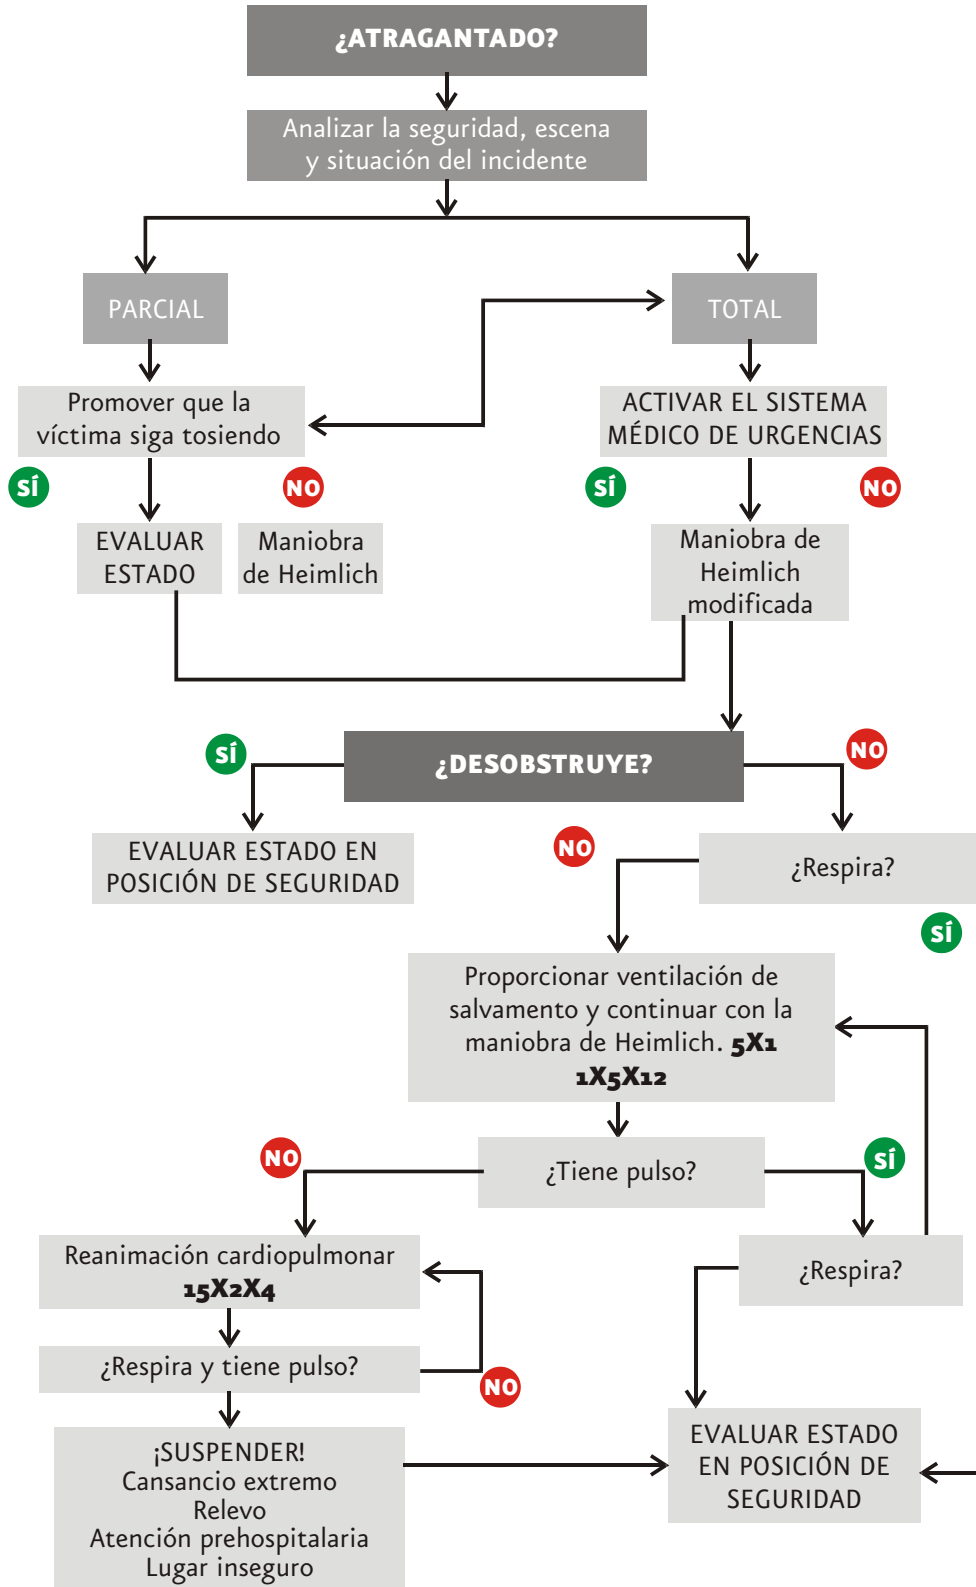 ¿ATRAGANTADO?
Analizar la seguridad, escena
y situación del incidente
PARCIAL
TOTAL
Promover que la
víctima siga tosiendo
ACTIVAR EL SISTEMA
MÉDICO DE URGENCIAS
SÍ
NO
SÍ
NO
EVALUAR
ESTADO
Maniobra
de Heimlich
Maniobra de
Heimlich
modificada
SÍ
¿DESOBSTRUYE?
NO
EVALUAR ESTADO EN
POSICIÓN DE SEGURIDAD
NO
¿Respira?
SÍ
Proporcionar ventilación de
salvamento y continuar con la
maniobra de Heimlich. 5X1
1X5X12
NO
¿Tiene pulso?
SÍ
Reanimación cardiopulmonar
15X2X4
¿Respira?
¿Respira y tiene pulso?
NO
¡SUSPENDER!
Cansancio extremo
Relevo
Atención prehospitalaria
Lugar inseguro
EVALUAR ESTADO
EN POSICIÓN DE
SEGURIDAD